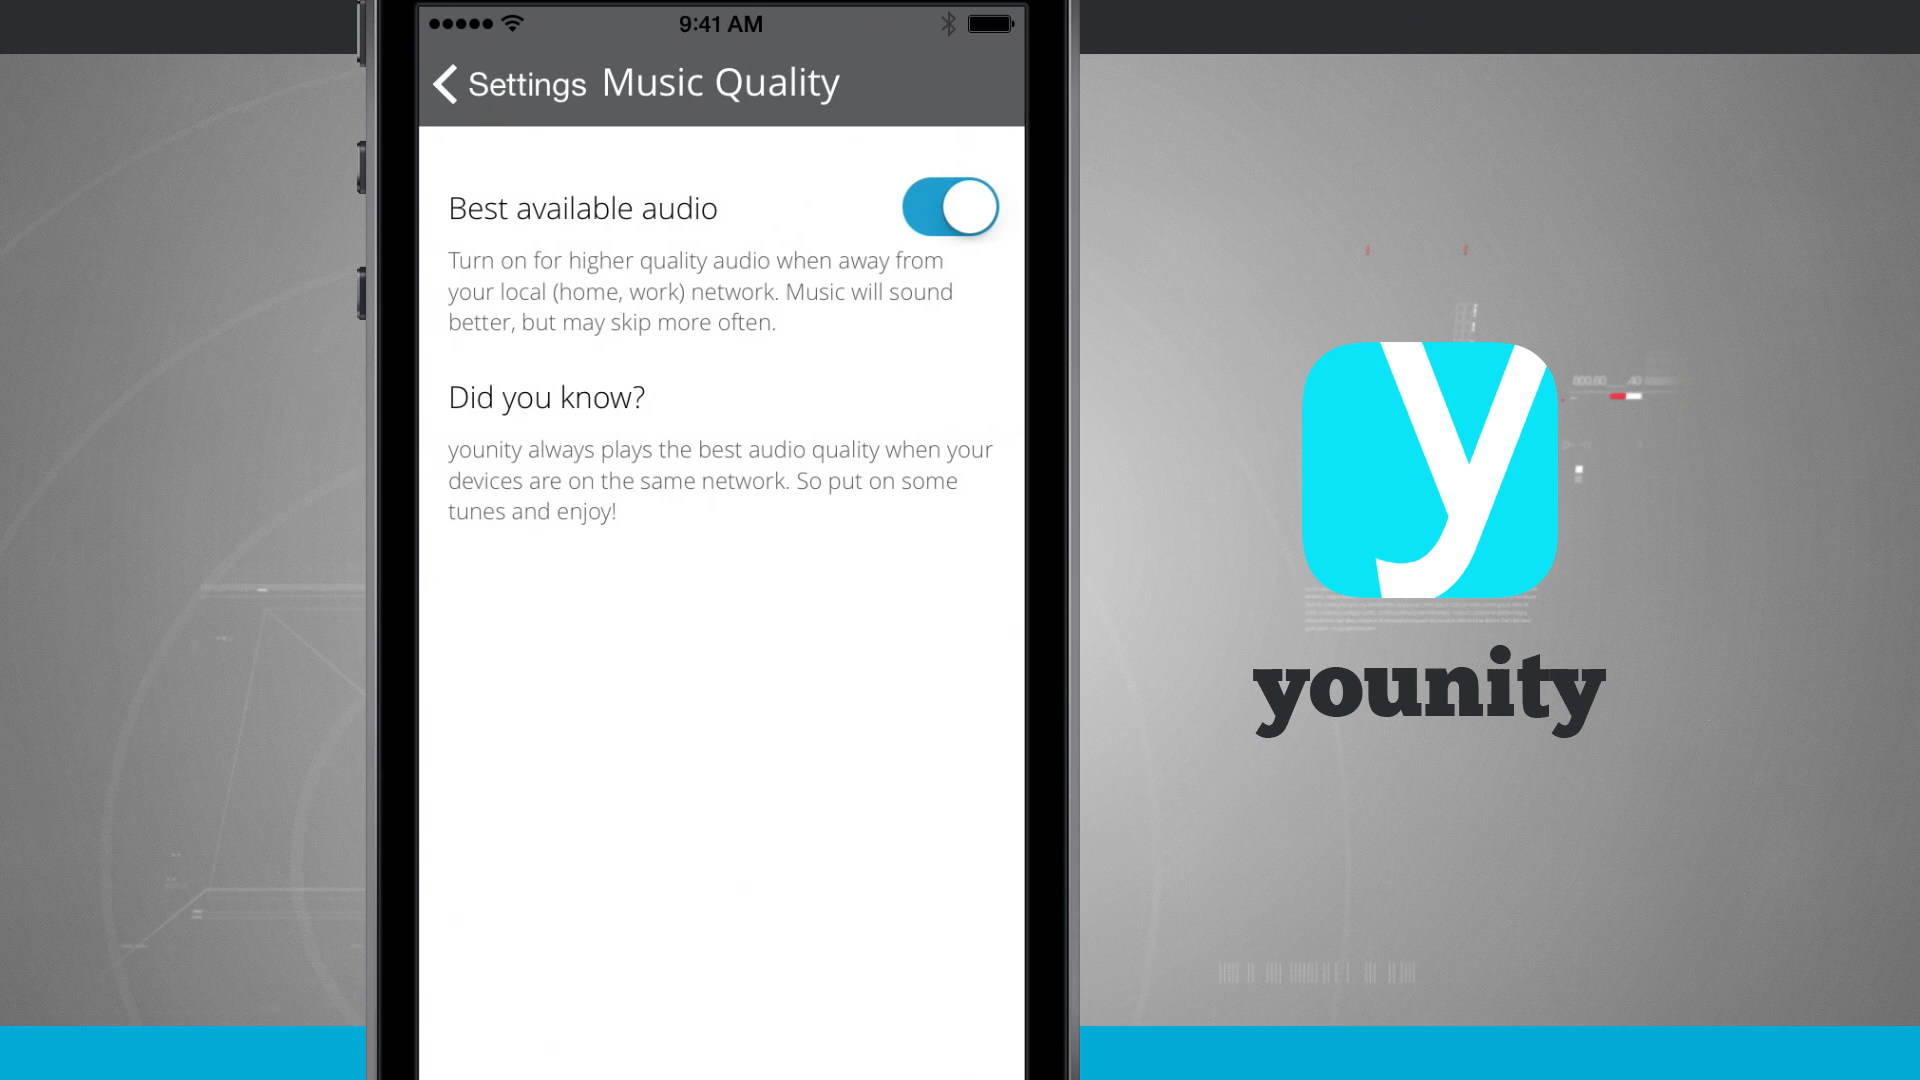 9:41 AM
Settings Music Quality
Best available audio
Turn on for higher quality audio when away from
your local (home, work) network. Music will sound
better, but may skip more often.
Did you know?
younity always plays the best audio quality when your
devices are on the same network. So put on some
tunes and enjoy!
y
younity